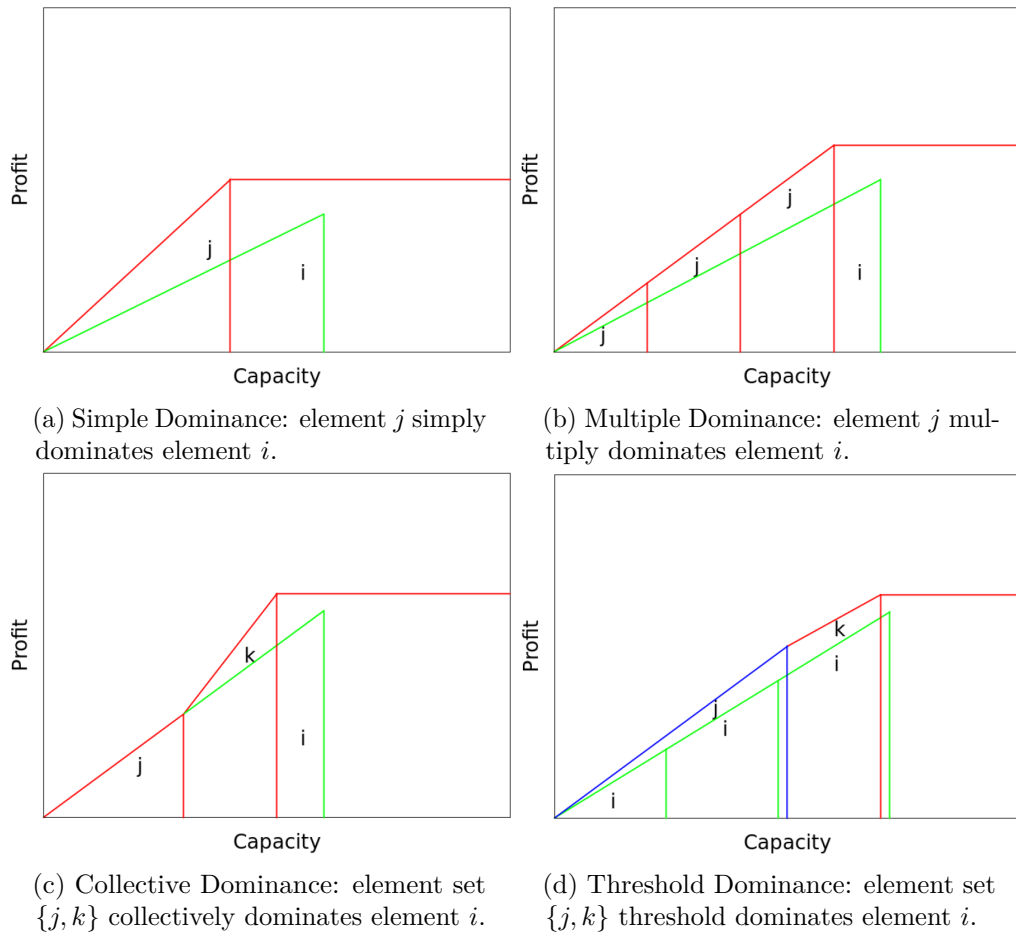 Profit
j
i
Capacity
(a) Simple Dominance: element j simply
dominates element i.
Profit
j
j
j
i
Capacity
(b) Multiple Dominance: element j mul-
tiply dominates element i.
Profit
k
j
i
Capacity
(c) Collective Dominance: element set
{j, k} collectively dominates element i.
Profit
k
i
j
i
i
Capacity
(d) Threshold Dominance: element set
{j, k} threshold dominates element i.